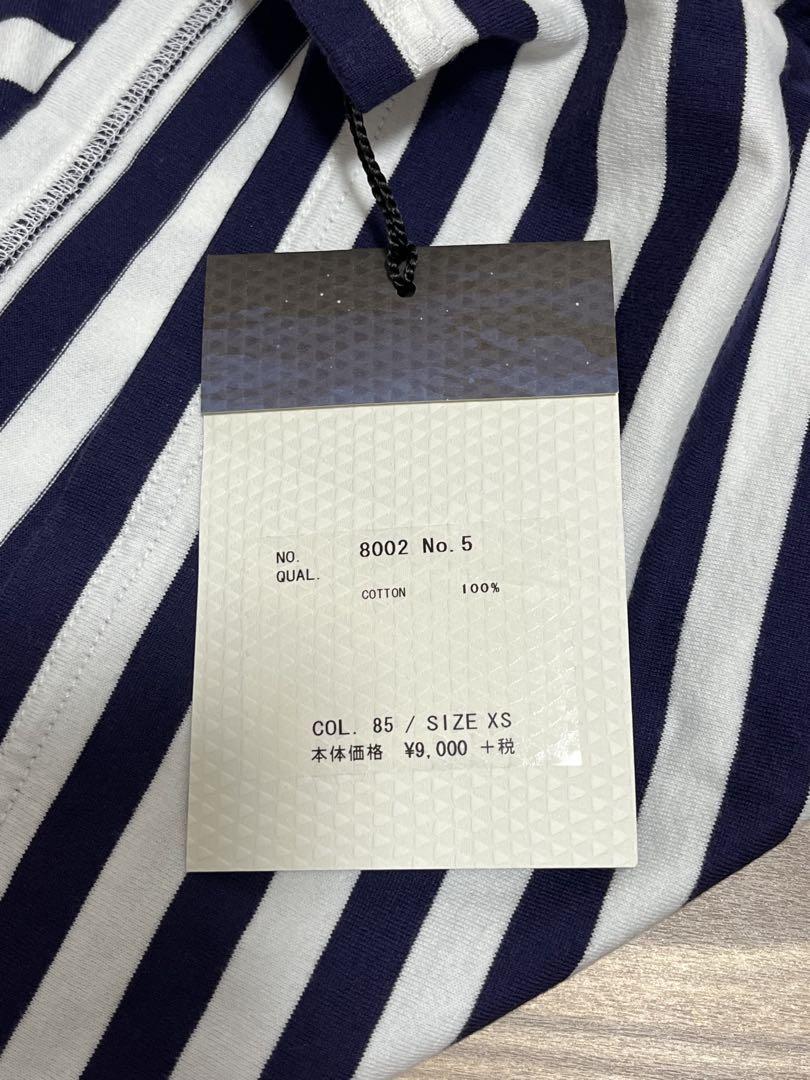 NO. 8002 No.5
QUAL.
COTTON 100%
COL. 85 / SIZE XS
本体価格 ¥9,000 +税